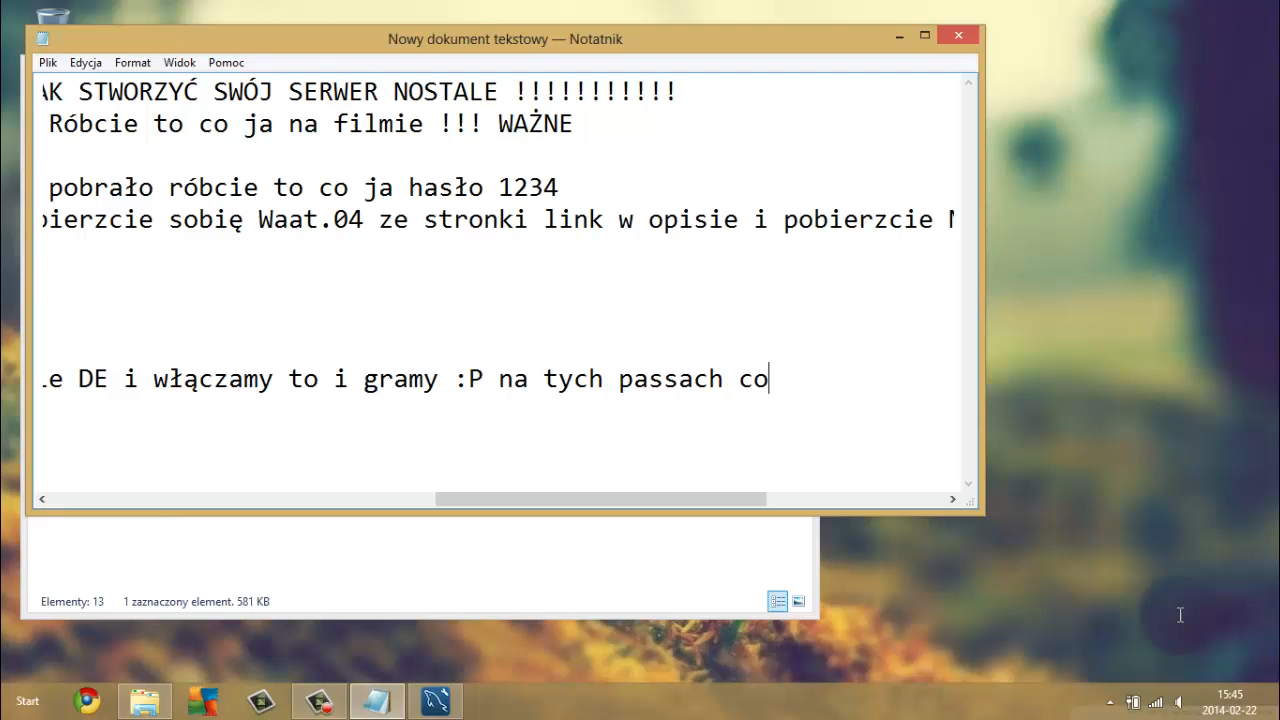 Nowy dokument tekstowy — Notatnik
Plik Edycja Format Widok Pomoc
AK STWORZYĆ SWÓJ SERWER NOSTALE !!!!!!!!!!!
Róbcie to co ja na filmie !!! WAŻNE
pobrało róbcie to co ja hasło 1234
bierzcie sobię Waat.04 ze stronki link w opisie i pobierzcie N
le DE i włączamy to i gramy :P na tych passach co
Elementy: 13 1 zaznaczony element. 581 KB
Start
15:45
2014-02-22